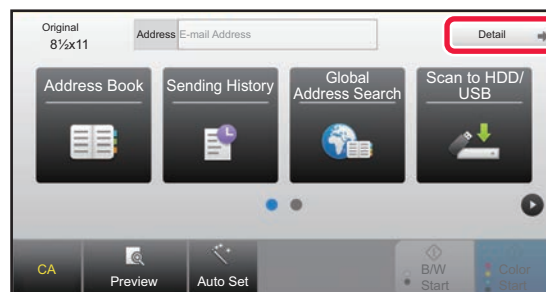 Original
8½x11
Address E-mail Address
Detail
Address Book
Sending History
Global
Address Search
Scan to HDD/
USB
CA
Preview
Auto Set
B/W
Start
Color
Start